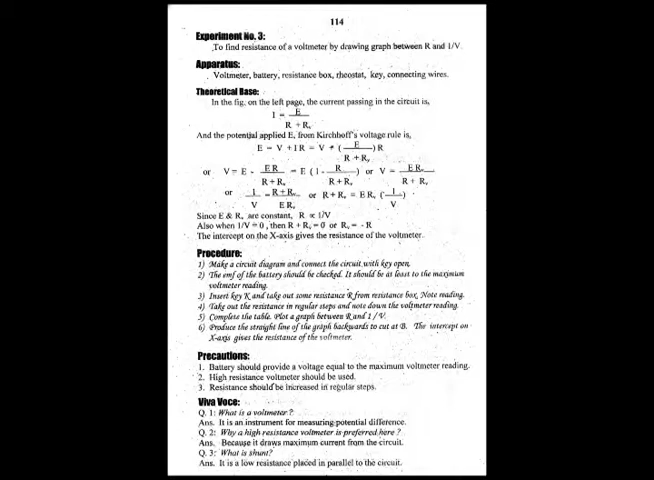 114
Experiment No. 3:
To find resistance of a voltmeter by drawing graph between R and 1/V.
Apparatus:
Voltmeter, battery, resistance box, rheostat, key, connecting wires.
Theoretical Base:
In the fig. on the left page, the current passing in the circuit is,
I = E
R + Rv
And the potential applied E, from Kirchhoff's voltage rule is,
E = V + I R = V + ( E ) R
R + Rv
or V = E - E R = E ( 1 - R ) or V = E Rv
R + Rv R + Rv R + Rv
or 1 = R + Rv or R + Rv = E Rv ( 1 )
V E Rv V
Since E & Rv are constant, R ∝ 1/V
Also when 1/V = 0, then R + Rv = 0 or Rv = - R
The intercept on the X-axis gives the resistance of the voltmeter.
Procedure:
1) Make a circuit diagram and connect the circuit with key open.
2) The emf of the battery should be checked. It should be as least to the maximum
voltmeter reading.
3) Insert key K and take out some resistance R from resistance box. Note reading.
4) Take out the resistance in regular steps and note down the voltmeter reading.
5) Complete the table. Plot a graph between R and 1 / V.
6) Produce the straight line of the graph backwards to cut at B. The intercept on
X-axis gives the resistance of the voltmeter.
Precautions:
1. Battery should provide a voltage equal to the maximum voltmeter reading.
2. High resistance voltmeter should be used.
3. Resistance should be increased in regular steps.
Viva Voce:
Q. 1: What is a voltmeter ?
Ans. It is an instrument for measuring potential difference.
Q. 2: Why a high resistance voltmeter is preferred here ?
Ans. Because it draws maximum current from the circuit.
Q. 3: What is shunt?
Ans. It is a low resistance placed in parallel to the circuit.